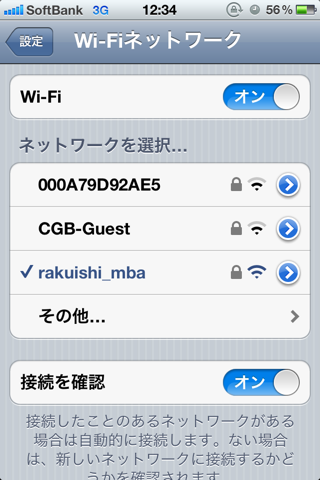 SoftBank 3G 12:34
設定 Wi-Fiネットワーク
Wi-Fi オン
ネットワークを選択...
000A79D92AE5
CGB-Guest
✓ rakuishi_mba
その他...
接続を確認 オン
接続したことのあるネットワークがある
場合は自動的に接続します。ない場合
は、新しいネットワークに接続するかど
うかを確認されます。